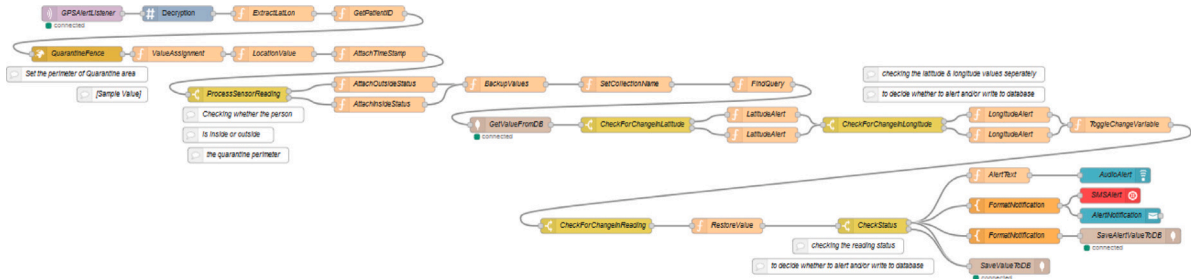 GPSAlertListener
Decryption
ExtractLatLon
GetPatientID
connected
QuarantineFence
ValueAssignment
LocationValue
AttachTimeStamp
Set the perimeter of Quarantine area
[Sample Value]
ProcessSensorReading
AttachOutsideStatus
AttachInsideStatus
BackupValues
SetCollectionName
FindQuery
checking the latitude & longitude values seperately
to decide whether to alert and/or write to database
Checking whether the person
Is inside or outside
the quarantine perimeter
GetValueFromDB
connected
CheckForChangeInLatitude
LatitudeAlert
LatitudeAlert
CheckForChangeInLongitude
LongitudeAlert
LongitudeAlert
ToggleChangeVariable
CheckForChangeInReading
RestoreValue
CheckStatus
checking the reading status
to decide whether to alert and/or write to database
AlertText
AudioAlert
FormatNotification
SMSAlert
AlertNotification
FormatNotification
SaveAlertValueToDB
connected
SaveValueToDB
connected